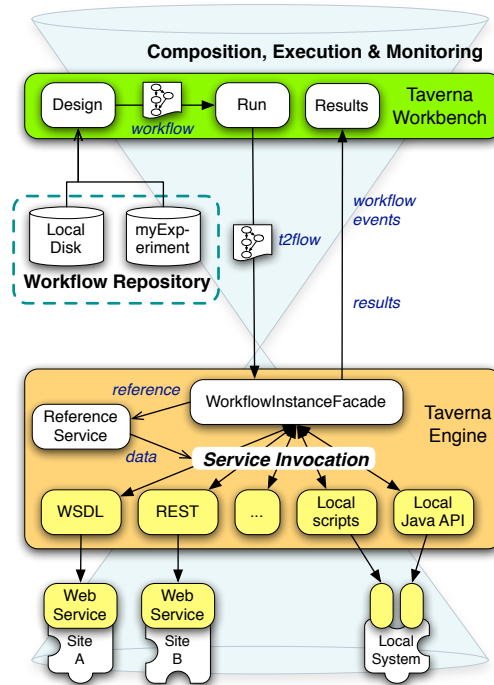 Composition, Execution & Monitoring
Design
workflow
Run
Results
Taverna
Workbench
Local
Disk
myExp-
eriment
Workflow Repository
t2flow
workflow
events
results
reference
WorkflowInstanceFacade
Taverna
Engine
Reference
Service
data
Service Invocation
WSDL
REST
...
Local
scripts
Local
Java API
Web
Service
Site
A
Web
Service
Site
B
Local
System